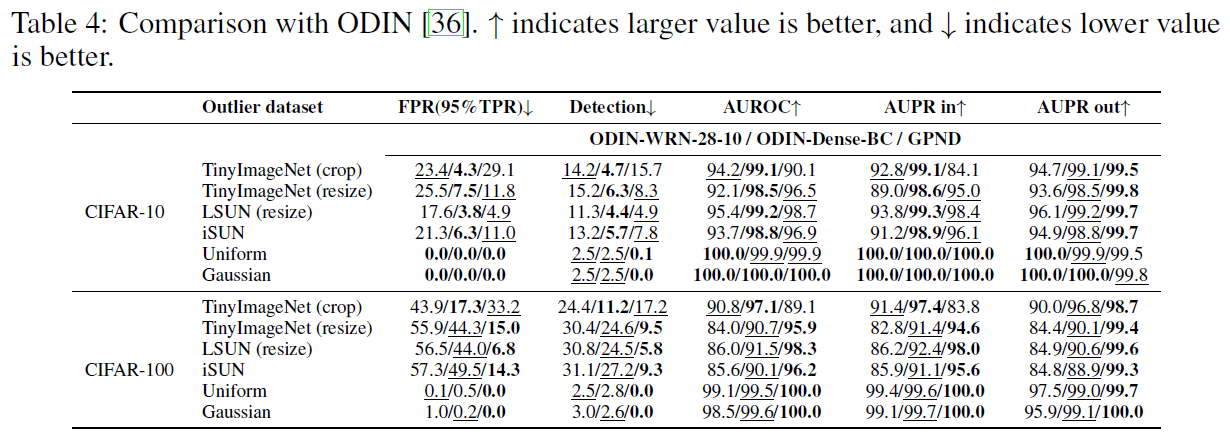 Table 4: Comparison with ODIN [36]. ↑ indicates larger value is better, and ↓ indicates lower value
is better.
Outlier dataset FPR(95%TPR)↓ Detection↓ AUROC↑ AUPR in↑ AUPR out↑
ODIN-WRN-28-10 / ODIN-Dense-BC / GPND
TinyImageNet (crop) 23.4/4.3/29.1 14.2/4.7/15.7 94.2/99.1/90.1 92.8/99.1/84.1 94.7/99.1/99.5
TinyImageNet (resize) 25.5/7.5/11.8 15.2/6.3/8.3 92.1/98.5/96.5 89.0/98.6/95.0 93.6/98.5/99.8
CIFAR-10 LSUN (resize) 17.6/3.8/4.9 11.3/4.4/4.9 95.4/99.2/98.7 93.8/99.3/98.4 96.1/99.2/99.7
iSUN 21.3/6.3/11.0 13.2/5.7/7.8 93.7/98.8/96.9 91.2/98.9/96.1 94.9/98.8/99.7
Uniform 0.0/0.0/0.0 2.5/2.5/0.1 100.0/99.9/99.9 100.0/100.0/100.0 100.0/99.9/99.5
Gaussian 0.0/0.0/0.0 2.5/2.5/0.0 100.0/100.0/100.0 100.0/100.0/100.0 100.0/100.0/99.8
TinyImageNet (crop) 43.9/17.3/33.2 24.4/11.2/17.2 90.8/97.1/89.1 91.4/97.4/83.8 90.0/96.8/98.7
TinyImageNet (resize) 55.9/44.3/15.0 30.4/24.6/9.5 84.0/90.7/95.9 82.8/91.4/94.6 84.4/90.1/99.4
LSUN (resize) 56.5/44.0/6.8 30.8/24.5/5.8 86.0/91.5/98.3 86.2/92.4/98.0 84.9/90.6/99.6
CIFAR-100 iSUN 57.3/49.5/14.3 31.1/27.2/9.3 85.6/90.1/96.2 85.9/91.1/95.6 84.8/88.9/99.3
Uniform 0.1/0.5/0.0 2.5/2.8/0.0 99.1/99.5/100.0 99.4/99.6/100.0 97.5/99.0/99.7
Gaussian 1.0/0.2/0.0 3.0/2.6/0.0 98.5/99.6/100.0 99.1/99.7/100.0 95.9/99.1/100.0